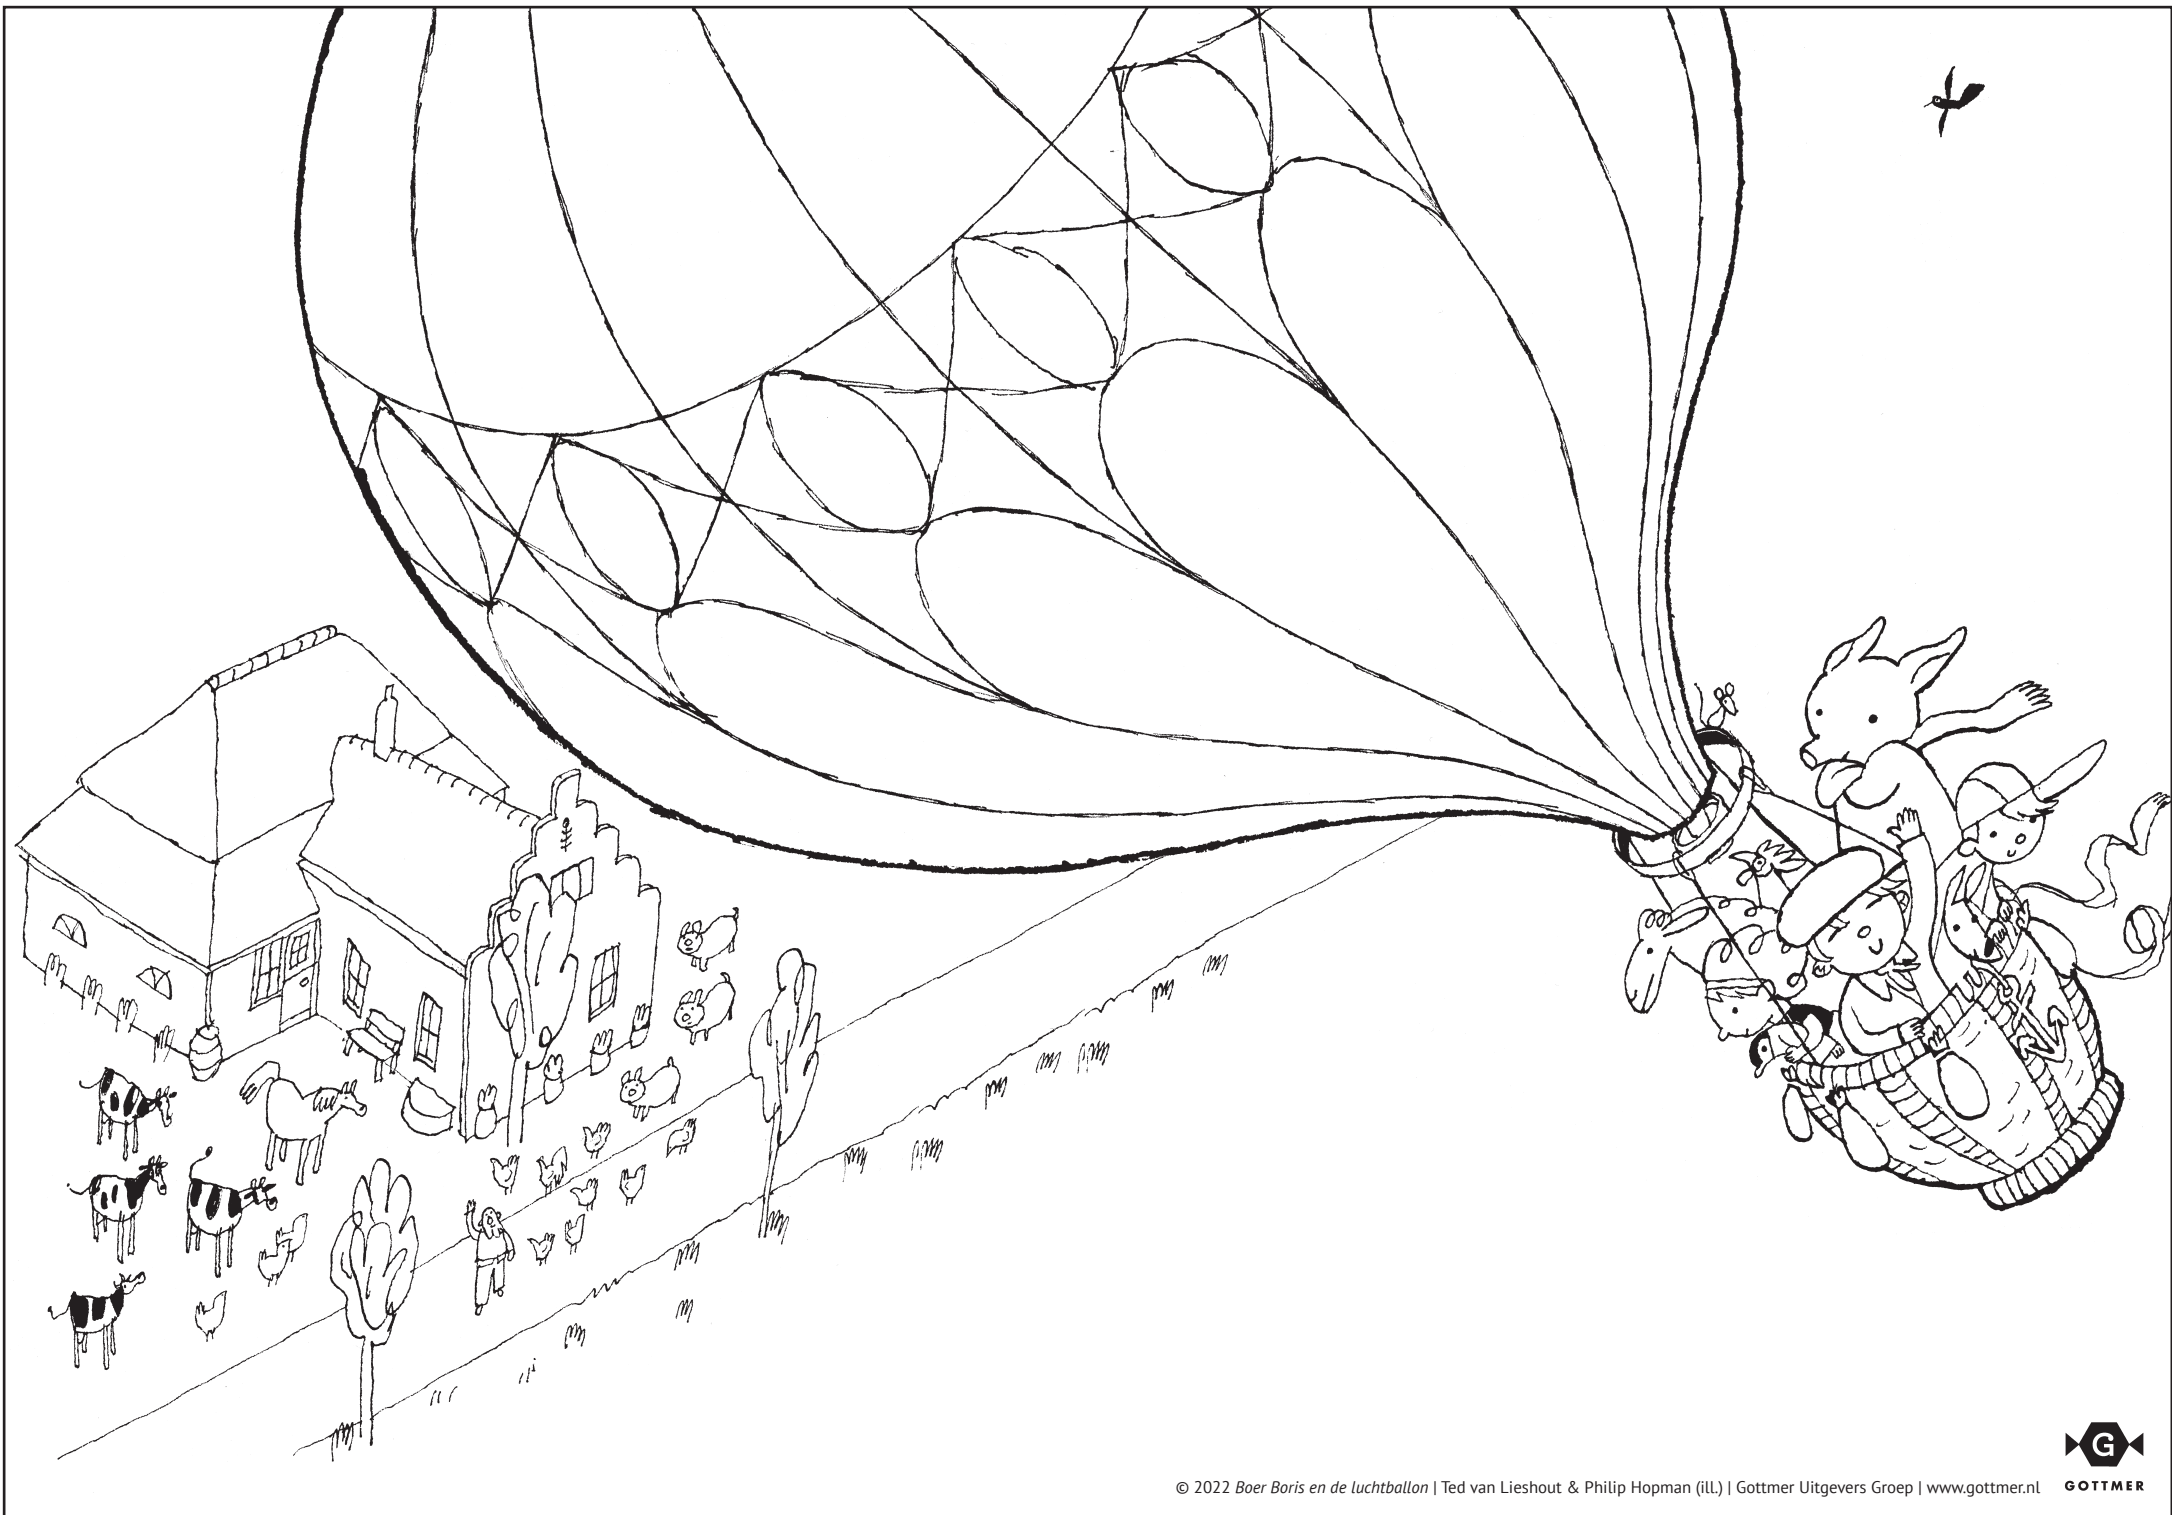 © 2022 Boer Boris en de luchtballon | Ted van Lieshout & Philip Hopman (ill.) | Gottmer Uitgevers Groep | www.gottmer.nl
G
GOTTMER